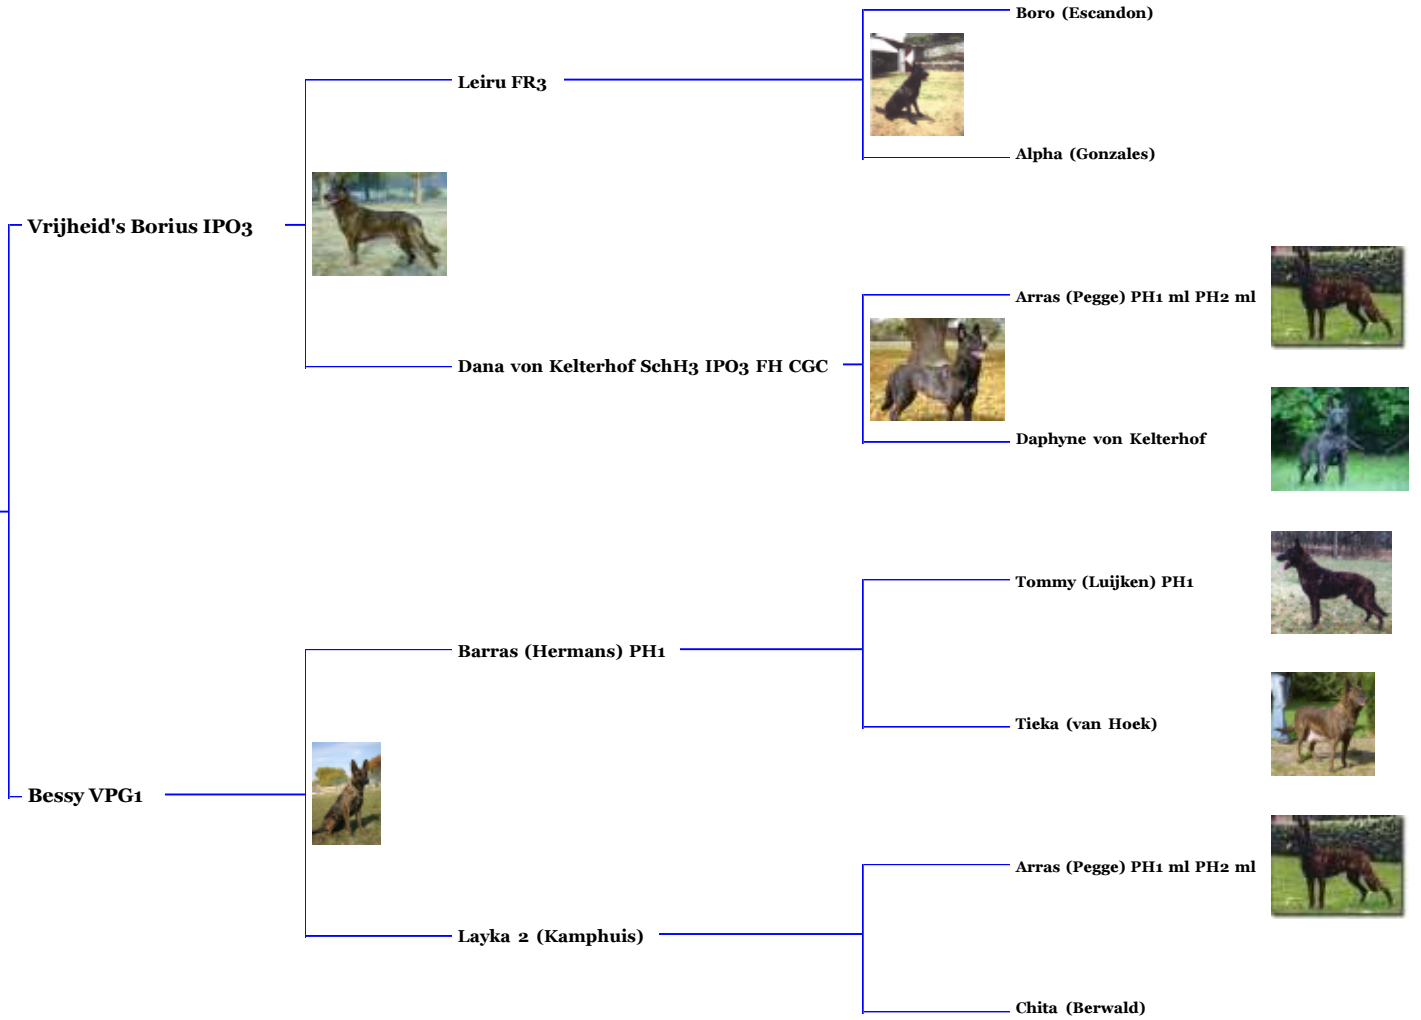 Boro (Escandon)
Leiru FR3
Alpha (Gonzales)
Vrijheid's Borius IPO3
Arras (Pegge) PH1 ml PH2 ml
Dana von Kelterhof SchH3 IPO3 FH CGC
Daphyne von Kelterhof
Tommy (Luijken) PH1
Barras (Hermans) PH1
Tieka (van Hoek)
Bessy VPG1
Arras (Pegge) PH1 ml PH2 ml
Layka 2 (Kamphuis)
Chita (Berwald)